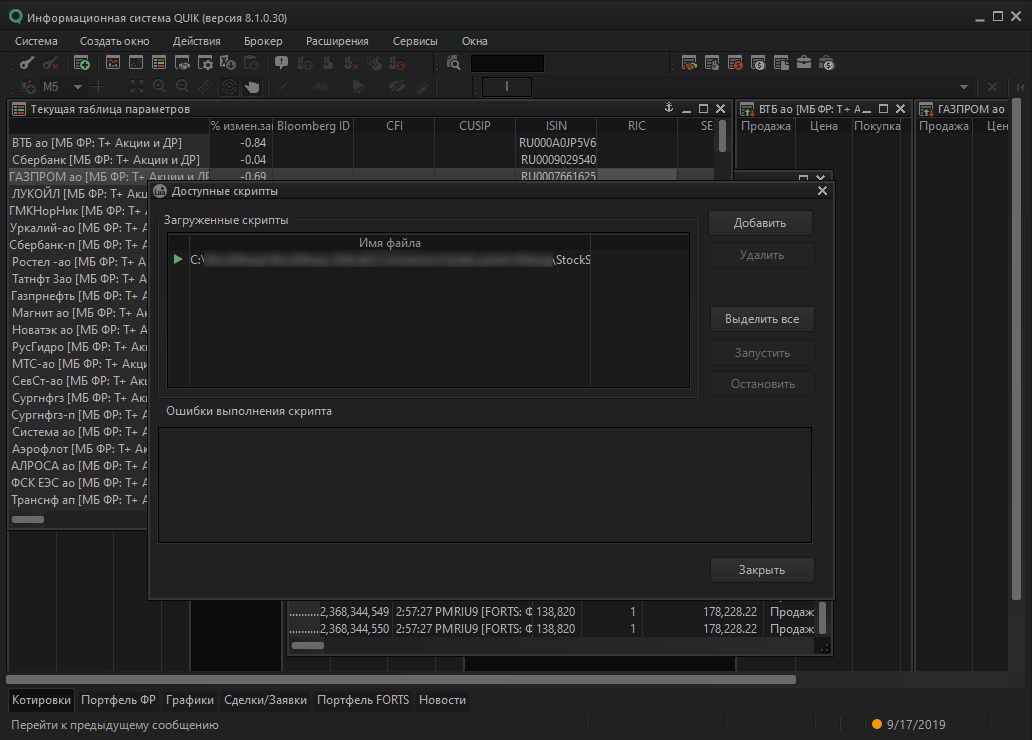 Информационная система QUIK (версия 8.1.0.30)
Система Создать окно Действия Брокер Расширения Сервисы Окна
M5
Текущая таблица параметров
% измен.за Bloomberg ID CFI CUSIP ISIN RIC SE
ВТБ ао [МБ ФР: Т+ Акции и ДР] -0.84 RU000A0JP5V6
Сбербанк [МБ ФР: Т+ Акции и ДР] -0.04 RU0009029540
ГАЗПРОМ ао [МБ ФР: Т+ Акции и ДР -0.69 RU0007661625
ЛУКОЙЛ [МБ ФР: Т+ Акц
ГМКНорНик [МБ ФР: Т+
Уркалий-ао [МБ ФР: Т+
Сбербанк-п [МБ ФР: Т+
Ростел -ао [МБ ФР: Т+ А
Татнфт 3ао [МБ ФР: Т+
Газпрнефть [МБ ФР: Т+
Магнит ао [МБ ФР: Т+ А
Новатэк ао [МБ ФР: Т+
РусГидро [МБ ФР: Т+ А
МТС-ао [МБ ФР: Т+ Акц
СевСт-ао [МБ ФР: Т+ Ак
Сургнфгз [МБ ФР: Т+ А
Сургнфгз-п [МБ ФР: Т+ А
Система ао [МБ ФР: Т+
Аэрофлот [МБ ФР: Т+ А
АЛРОСА ао [МБ ФР: Т+
ФСК ЕЭС ао [МБ ФР: Т+
Транснф ап [МБ ФР: Т+ А
ВТБ ао [МБ ФР: Т+ А
Продажа Цена Покупка
ГАЗПРОМ ао
Продажа Цен
Доступные скрипты
Загруженные скрипты
Имя файла
C:\ \StockS
Добавить
Удалить
Выделить все
Запустить
Остановить
Ошибки выполнения скрипта
Закрыть
..........2,368,344,549 2:57:27 PM RIU9 [FORTS: Ф 138,820 1 178,228.22 Продаж
..........2,368,344,550 2:57:27 PM RIU9 [FORTS: Ф 138,820 1 178,228.22 Продаж
Котировки Портфель ФР Графики Сделки/Заявки Портфель FORTS Новости
Перейти к предыдущему сообщению 9/17/2019